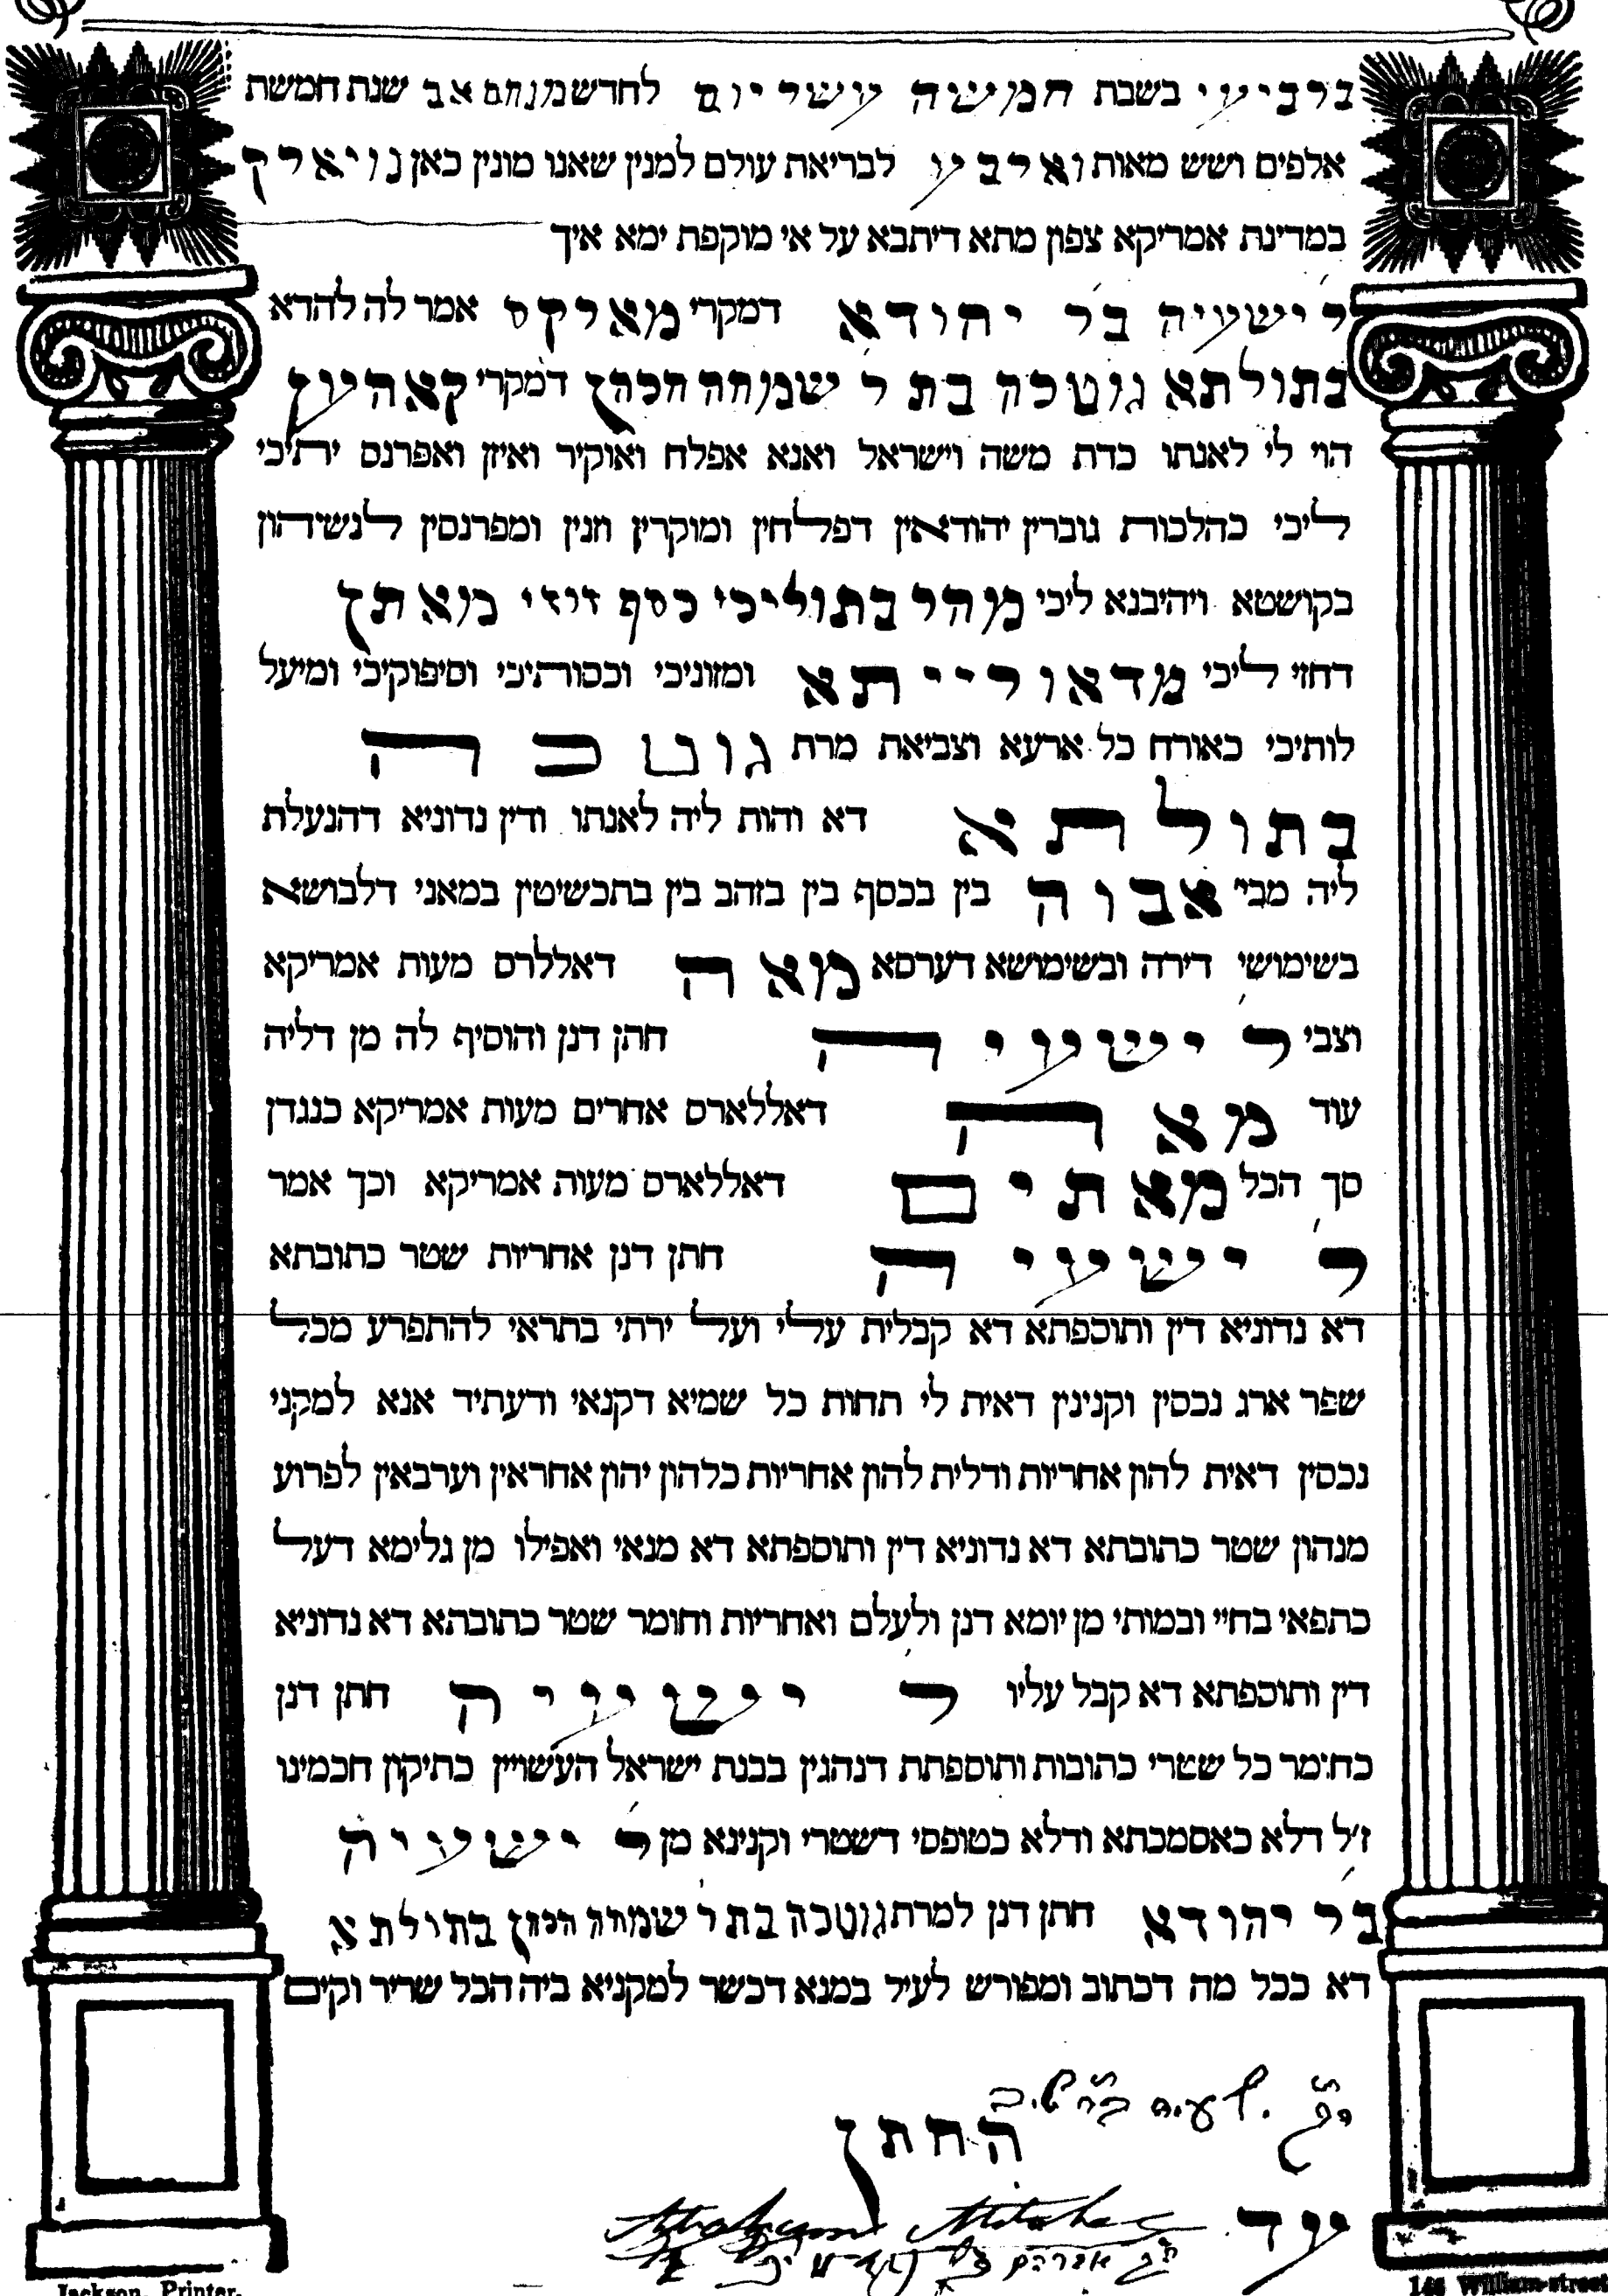 ברביעי בשבת חמשה עשר יום לחדש מנחם אב שנת חמשת
אלפים ושש מאות וארבע לבריאת עולם למנין שאנו מונין כאן נויארק
במדינת אמריקא צפון מתא דיתבא על אי מוקפת ימא איך
ר' ישעיה בר יהודא דמקרי מארקס אמר לה להדא
בתולתא גוטכה בת ר' שמחה הכהן דמקרי קאהען
הוי לי לאנתו כדת משה וישראל ואנא אפלח ואוקיר ואיזן ואפרנס יתיכי
ליכי כהלכות גוברין יהודאין דפלחין ומוקרין וזנין ומפרנסין לנשיהון
בקושטא ויהיבנא ליכי מהר בתוליכי כסף זוזי מאתן
דחזי ליכי מדאורייתא ומזוניכי וכסותיכי וסיפוקיכי ומיעל
לותיכי כאורח כל ארעא וצביאת מרת גוטכה
בתולתא דא והות ליה לאנתו ודין נדוניא דהנעלת
ליה מבי אבוה בין בכסף בין בזהב בין בתכשיטין במאני דלבושא
בשימושי דירה ובשימושא דערסא מאה דאללרס מעות אמריקא
וצבי ר' ישעיה חתן דנן והוסיף לה מן דליה
עוד מאה דאללארס אחרים מעות אמריקא כנגדן
סך הכל מאתים דאללארס מעות אמריקא וכך אמר
ר' ישעיה חתן דנן אחריות שטר כתובתא
דא נדוניא דין ותוכפתא דא קבלית עלי ועל ירתי בתראי להתפרע מכל
שפר ארג נכסין וקנינין דאית לי תחות כל שמיא דקנאי ודעתיד אנא למקני
נכסין דאית להון אחריות ודלית להון אחריות כלהון יהון אחראין וערבאין לפרוע
מנהון שטר כתובתא דא נדוניא דין ותוספתא דא מנאי ואפילו מן גלימא דעל
כתפאי בחיי ובמותי מן יומא דנן ולעלם ואחריות וחומר שטר כתובתא דא נדוניא
דין ותוכפתא דא קבל עליו ר' ישעיה חתן דנן
כחומר כל שטרי כתובות ותוספתת דנהגין בבנת ישראל העשויין כתיקון חכמינו
ז"ל דלא כאסמכתא ודלא כטופסי דשטרי וקנינא מן ר' ישעיה
בר יהודא חתן דנן למרת גוטכה בת ר' שמחה הכהן בתולתא
דא ככל מה דכתוב ומפורש לעיל במנא דכשר למקניא ביה הכל שריר וקים
החתן
Abraham עד
אברהם
Jackson, Printer. 146 William-street